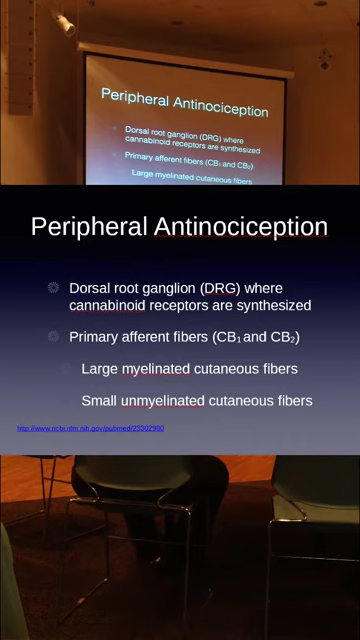 Peripheral Antinociception
Dorsal root ganglion (DRG) where
cannabinoid receptors are synthesized
Primary afferent fibers (CB₁ and CB₂)
Large myelinated cutaneous fibers
Peripheral Antinociception
Dorsal root ganglion (DRG) where
cannabinoid receptors are synthesized
Primary afferent fibers (CB₁ and CB₂)
Large myelinated cutaneous fibers
Small unmyelinated cutaneous fibers
http://www.ncbi.nlm.nih.gov/pubmed/23302980